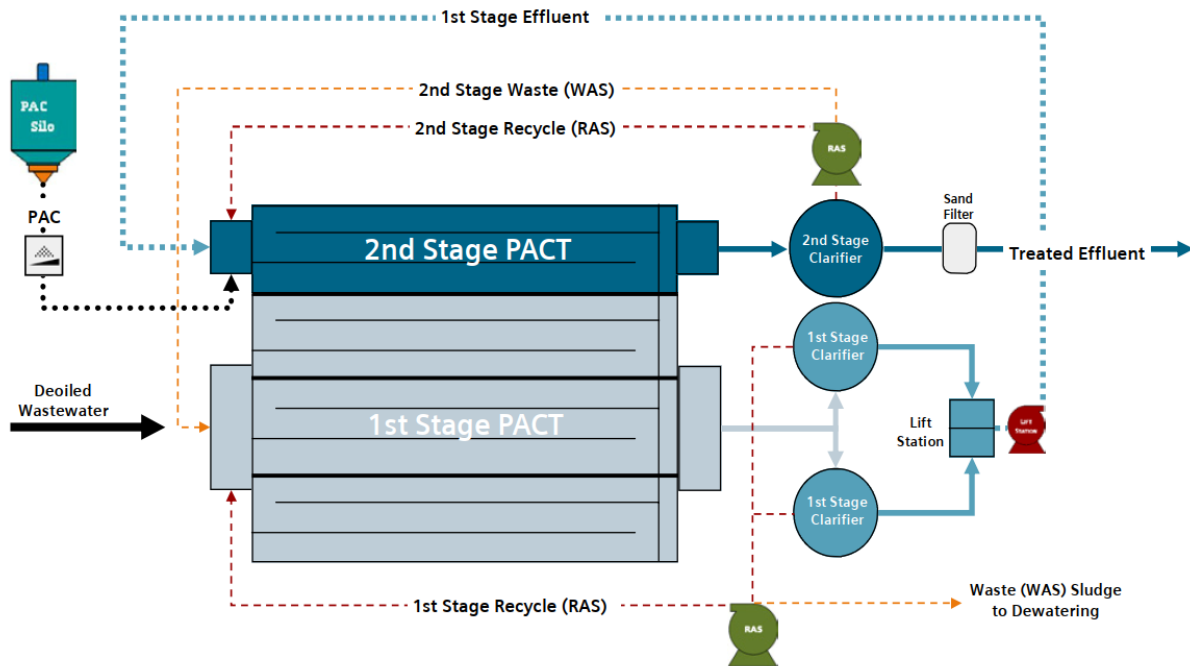 1st Stage Effluent
PAC
Silo
2nd Stage Waste (WAS)
2nd Stage Recycle (RAS)
RAS
PAC
2nd Stage PACT
2nd Stage
Clarifier
Sand
Filter
Treated Effluent
1st Stage
Clarifier
Deoiled
Wastewater
1st Stage PACT
Lift
Station
LIFT
Station
1st Stage
Clarifier
1st Stage Recycle (RAS)
RAS
Waste (WAS) Sludge
to Dewatering